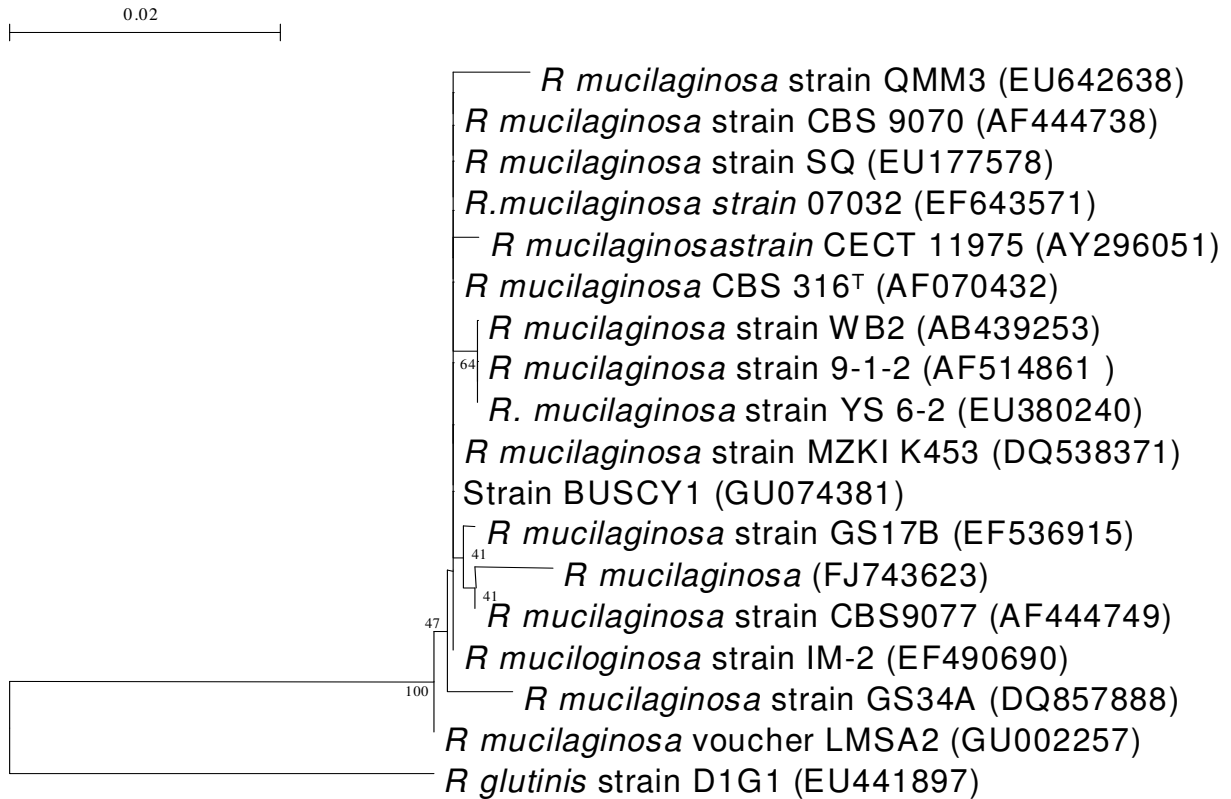 0.02
R mucilaginosa strain QMM3 (EU642638)
R mucilaginosa strain CBS 9070 (AF444738)
R mucilaginosa strain SQ (EU177578)
R.mucilaginosa strain 07032 (EF643571)
R mucilaginosastrain CECT 11975 (AY296051)
R mucilaginosa CBS 316ᵀ (AF070432)
R mucilaginosa strain WB2 (AB439253)
64
R mucilaginosa strain 9-1-2 (AF514861 )
R. mucilaginosa strain YS 6-2 (EU380240)
R mucilaginosa strain MZKI K453 (DQ538371)
Strain BUSCY1 (GU074381)
R mucilaginosa strain GS17B (EF536915)
41
R mucilaginosa (FJ743623)
41
R mucilaginosa strain CBS9077 (AF444749)
47
R muciloginosa strain IM-2 (EF490690)
100
R mucilaginosa strain GS34A (DQ857888)
R mucilaginosa voucher LMSA2 (GU002257)
R glutinis strain D1G1 (EU441897)